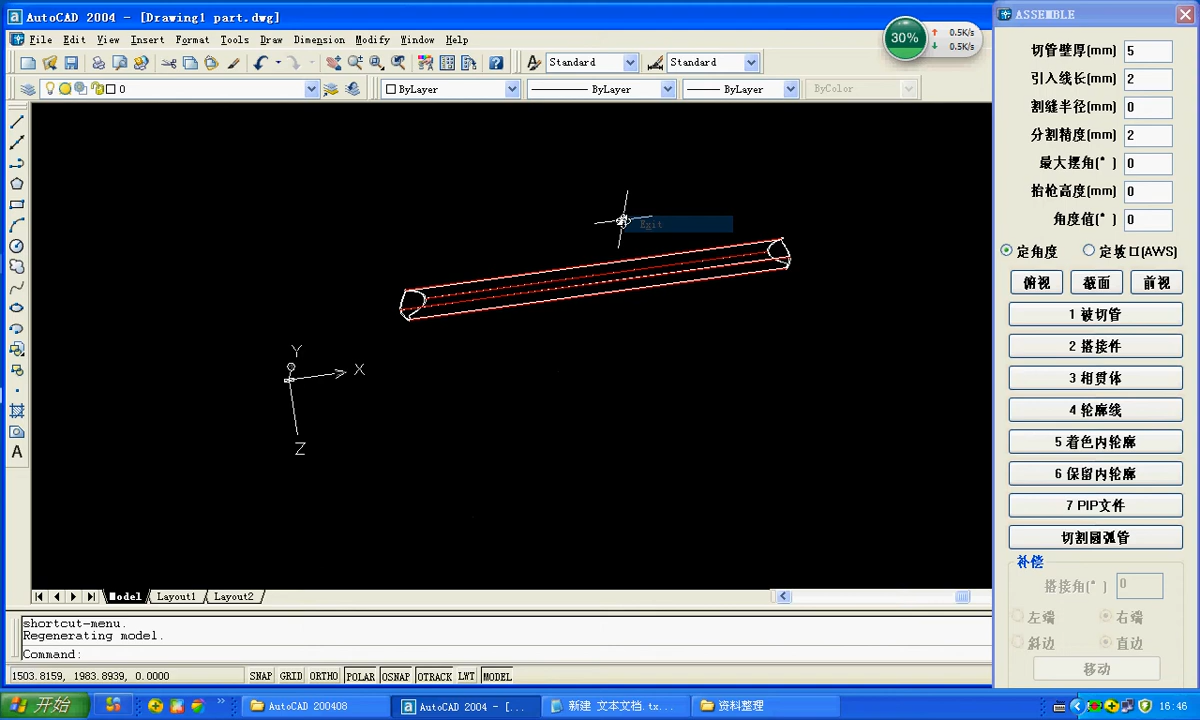 AutoCAD 2004 - [Drawing1 part.dwg]
File Edit View Insert Format Tools Draw Dimension Modify Window Help
30% 0.5K/s
0.5K/s
Standard Standard
0 ByLayer ByLayer ByLayer ByColor
Exit
Y
X
Z
Model Layout1 Layout2
shortcut-menu.
Regenerating model.
Command:
1503.8159, 1983.8939, 0.0000 SNAP GRID ORTHO POLAR OSNAP OTRACK LWT MODEL
ASSEMBLE
切管壁厚(mm) 5
引入线长(mm) 2
割缝半径(mm) 0
分割精度(mm) 2
最大摆角(°) 0
抬枪高度(mm) 0
角度值(°) 0
定角度 定坡口(AWS)
俯视 截面 前视
1 被切管
2 搭接件
3 相贯体
4 轮廓线
5 着色内轮廓
6 保留内轮廓
7 PIP文件
切割圆弧管
补偿
搭接角(°) 0
左端 右端
斜边 直边
移动
开始 AutoCAD 200408 AutoCAD 2004 - [... 新建 文本文档.tx... 资料整理 16:46